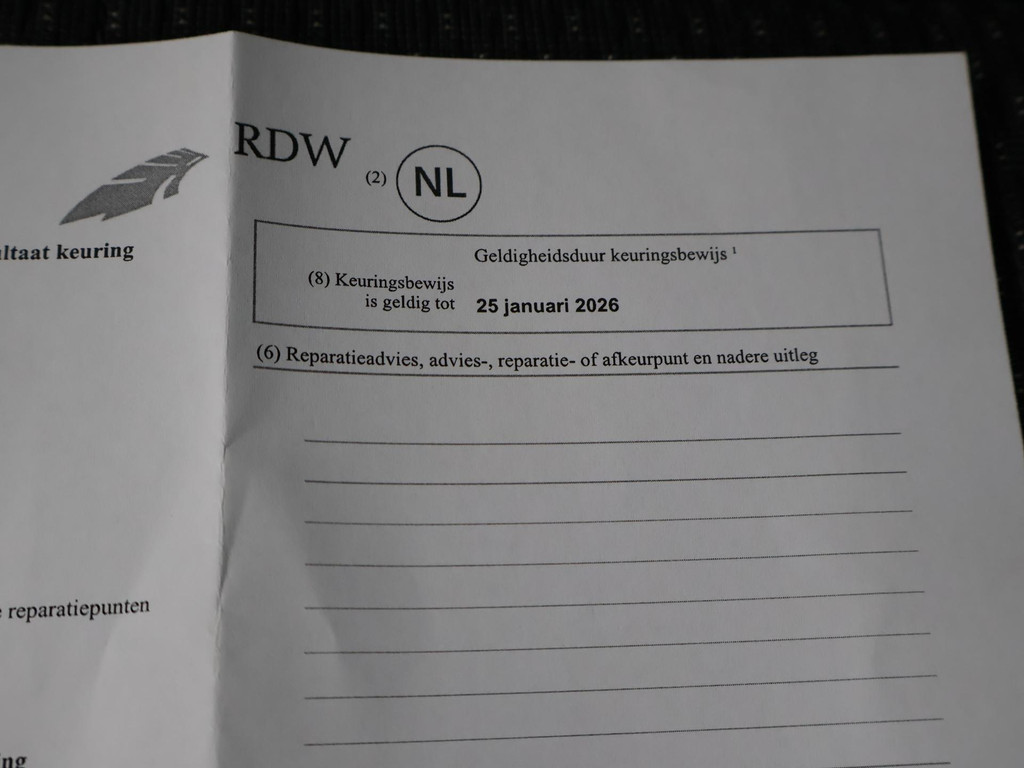 RDW
(2) NL
ltaat keuring
Geldigheidsduur keuringsbewijs ¹
(8) Keuringsbewijs
is geldig tot 25 januari 2026
(6) Reparatieadvies, advies-, reparatie- of afkeurpunt en nadere uitleg
reparatiepunten
ng